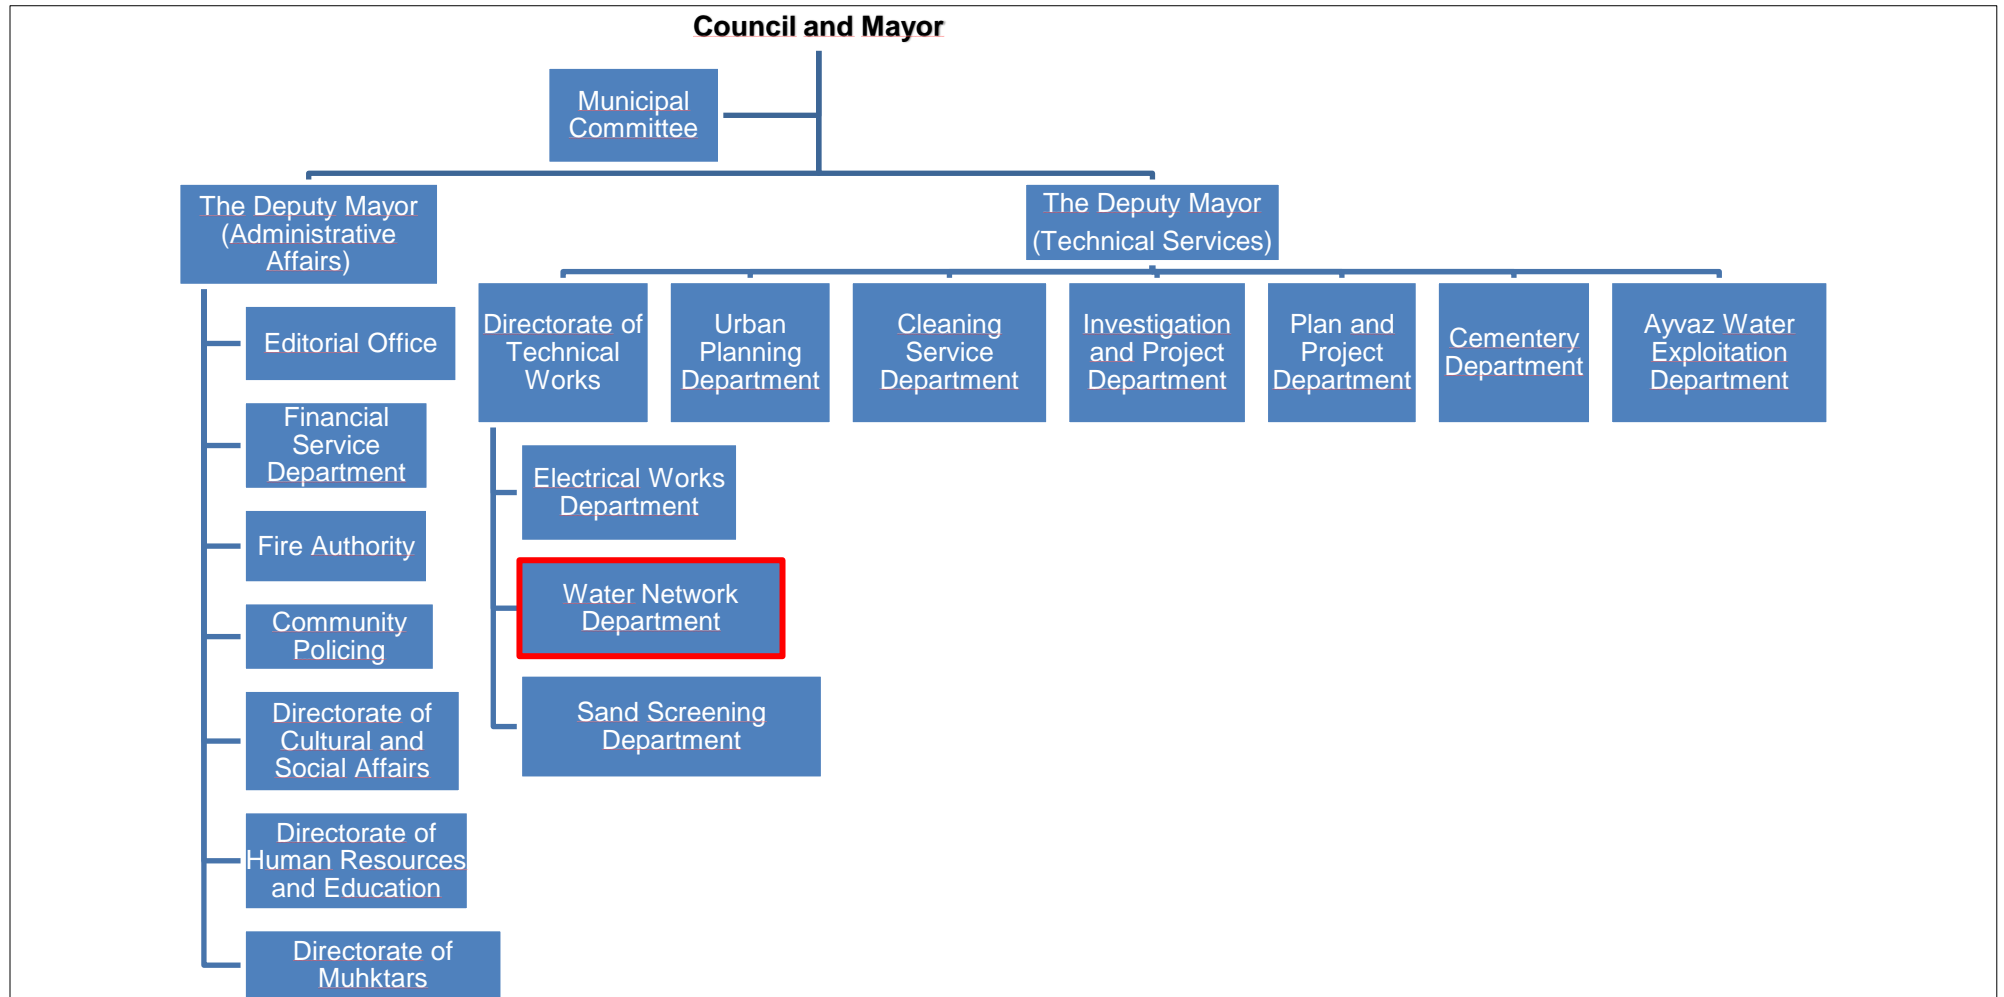 Council and Mayor
Municipal
Committee
The Deputy Mayor
(Administrative
Affairs)
The Deputy Mayor
(Technical Services)
Editorial Office
Financial
Service
Department
Fire Authority
Community
Policing
Directorate of
Cultural and
Social Affairs
Directorate of
Human Resources
and Education
Directorate of
Muhktars
Directorate of
Technical
Works
Urban
Planning
Department
Cleaning
Service
Department
Investigation
and Project
Department
Plan and
Project
Department
Cementery
Department
Ayvaz Water
Exploitation
Department
Electrical Works
Department
Water Network
Department
Sand Screening
Department